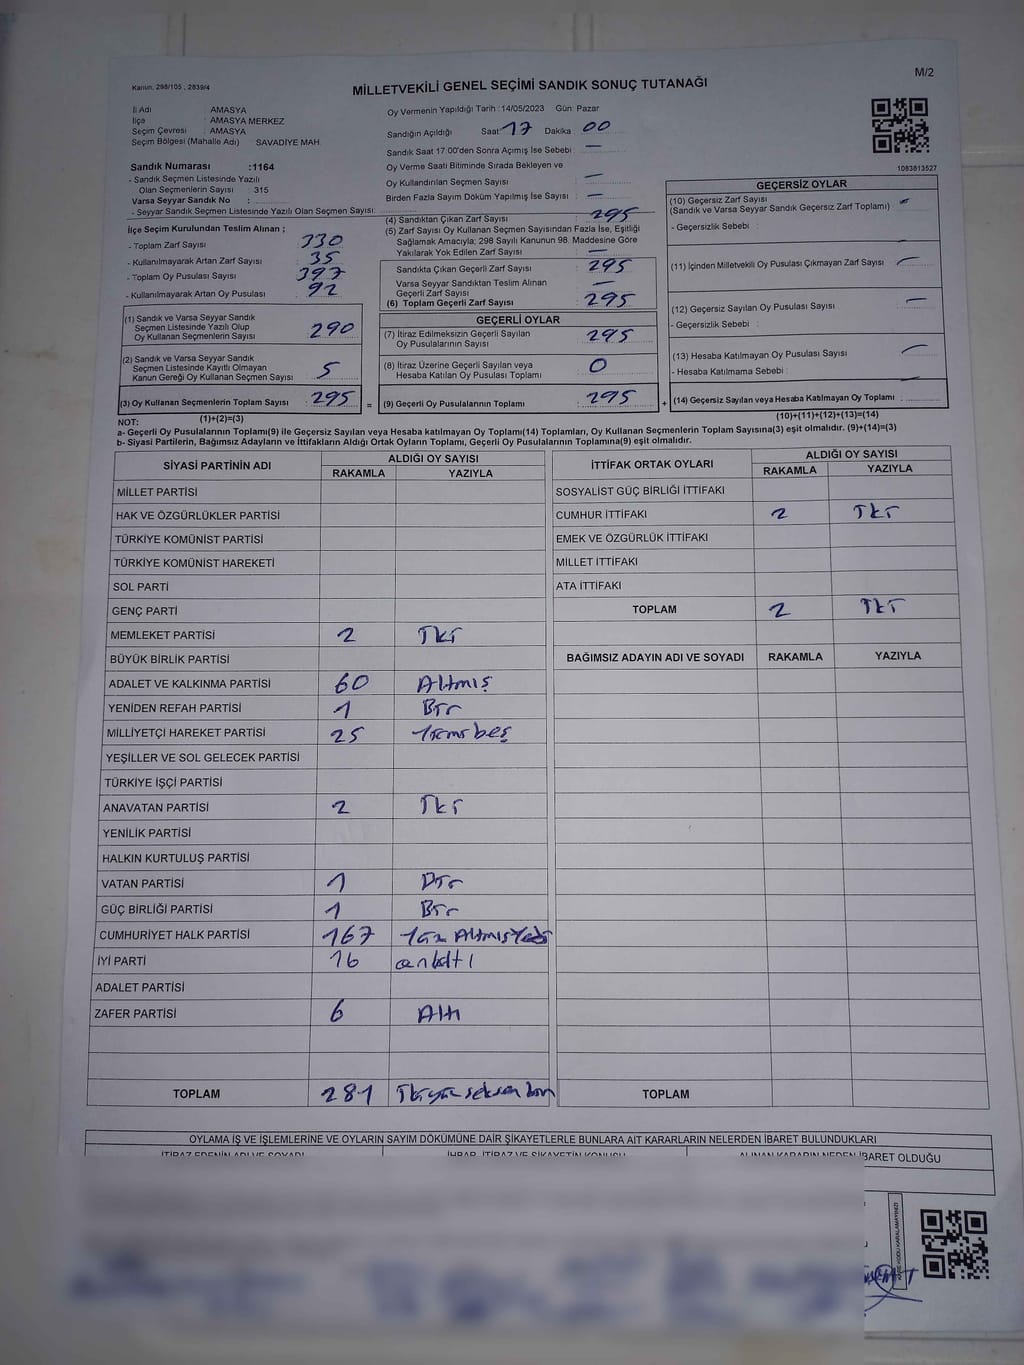 M/2
Kanun, 298/105 , 2839/4
MİLLETVEKİLİ GENEL SEÇİMİ SANDIK SONUÇ TUTANAĞI
İl Adı AMASYA
İlçe : AMASYA MERKEZ
Seçim Çevresi : AMASYA
Seçim Bölgesi (Mahalle Adı) SAVADİYE MAH.
Sandık Numarası :1164
- Sandık Seçmen Listesinde Yazılı
Olan Seçmenlerin Sayısı : 315
Varsa Seyyar Sandık No :
- Seyyar Sandık Seçmen Listesinde Yazılı Olan Seçmen Sayısı:
İlçe Seçim Kurulundan Teslim Alınan ;
- Toplam Zarf Sayısı 330
- Kullanılmayarak Artan Zarf Sayısı 35
- Toplam Oy Pusulası Sayısı 397
- Kullanılmayarak Artan Oy Pusulası 92
(1) Sandık ve Varsa Seyyar Sandık
Seçmen Listesinde Yazılı Olup
Oy Kullanan Seçmenlerin Sayısı 290
(2) Sandık ve Varsa Seyyar Sandık
Seçmen Listesinde Kayıtlı Olmayan
Kanun Gereği Oy Kullanan Seçmen Sayısı 5
(3) Oy Kullanan Seçmenlerin Toplam Sayısı 295 =
(1)+(2)=(3)
Oy Vermenin Yapıldığı Tarih : 14/05/2023 Gün: Pazar
Sandığın Açıldığı Saat 17 Dakika 00
Sandık Saat 17:00'den Sonra Açımış İse Sebebi : —
Oy Verme Saati Bitiminde Sırada Bekleyen ve
Oy Kullandırılan Seçmen Sayısı : —
Birden Fazla Sayım Döküm Yapılmış İse Sayısı : —
(4) Sandıktan Çıkan Zarf Sayısı 295
(5) Zarf Sayısı Oy Kullanan Seçmen Sayısından Fazla İse, Eşitliği
Sağlamak Amacıyla; 298 Sayılı Kanunun 98. Maddesine Göre
Yakılarak Yok Edilen Zarf Sayısı : —
Sandıkta Çıkan Geçerli Zarf Sayısı : 295
Varsa Seyyar Sandıktan Teslim Alınan
Geçerli Zarf Sayısı : —
(6) Toplam Geçerli Zarf Sayısı : 295
GEÇERLİ OYLAR
(7) İtiraz Edilmeksizin Geçerli Sayılan
Oy Pusulalarının Sayısı : 295
(8) İtiraz Üzerine Geçerli Sayılan veya
Hesaba Katılan Oy Pusulası Toplamı : 0
(9) Geçerli Oy Pusulalarının Toplamı : 295 +
1083813527
GEÇERSİZ OYLAR
(10) Geçersiz Zarf Sayısı : —
(Sandık ve Varsa Seyyar Sandık Geçersiz Zarf Toplamı)
- Geçersizlik Sebebi :
(11) İçinden Milletvekili Oy Pusulası Çıkmayan Zarf Sayısı : —
(12) Geçersiz Sayılan Oy Pusulası Sayısı : —
- Geçersizlik Sebebi :
(13) Hesaba Katılmayan Oy Pusulası Sayısı : —
- Hesaba Katılmama Sebebi : —
(14) Geçersiz Sayılan veya Hesaba Katılmayan Oy Toplamı :
(10)+(11)+(12)+(13)=(14)
NOT:
a- Geçerli Oy Pusulalarının Toplamı(9) ile Geçersiz Sayılan veya Hesaba katılmayan Oy Toplamı(14) Toplamları, Oy Kullanan Seçmenlerin Toplam Sayısına(3) eşit olmalıdır. (9)+(14)=(3)
b- Siyasi Partilerin, Bağımsız Adayların ve İttifakların Aldığı Ortak Oyların Toplamı, Geçerli Oy Pusulalarının Toplamına(9) eşit olmalıdır.
SİYASİ PARTİNİN ADI ALDIĞI OY SAYISI
RAKAMLA YAZIYLA
MİLLET PARTİSİ
HAK VE ÖZGÜRLÜKLER PARTİSİ
TÜRKİYE KOMÜNİST PARTİSİ
TÜRKİYE KOMÜNİST HAREKETİ
SOL PARTİ
GENÇ PARTİ
MEMLEKET PARTİSİ 2 İki
BÜYÜK BİRLİK PARTİSİ
ADALET VE KALKINMA PARTİSİ 60 Altmış
YENİDEN REFAH PARTİSİ 1 Bir
MİLLİYETÇİ HAREKET PARTİSİ 25 Yirmibeş
YEŞİLLER VE SOL GELECEK PARTİSİ
TÜRKİYE İŞÇİ PARTİSİ
ANAVATAN PARTİSİ 2 İki
YENİLİK PARTİSİ
HALKIN KURTULUŞ PARTİSİ
VATAN PARTİSİ 1 Bir
GÜÇ BİRLİĞİ PARTİSİ 1 Bir
CUMHURİYET HALK PARTİSİ 167 Yüz Altmış Yedi
İYİ PARTİ 16 onaltı
ADALET PARTİSİ
ZAFER PARTİSİ 6 Altı
TOPLAM 281 İkiyüz seksen bir
İTTİFAK ORTAK OYLARI ALDIĞI OY SAYISI
RAKAMLA YAZIYLA
SOSYALİST GÜÇ BİRLİĞİ İTTİFAKI
CUMHUR İTTİFAKI 2 İki
EMEK VE ÖZGÜRLÜK İTTİFAKI
MİLLET İTTİFAKI
ATA İTTİFAKI
TOPLAM 2 İki
BAĞIMSIZ ADAYIN ADI VE SOYADI RAKAMLA YAZIYLA
TOPLAM
OYLAMA İŞ VE İŞLEMLERİNE VE OYLARIN SAYIM DÖKÜMÜNE DAİR ŞİKAYETLERLE BUNLARA AİT KARARLARIN NELERDEN İBARET BULUNDUKLARI
İTİRAZ EDENİN ADI VE SOYADI İHBAR, İTİRAZ VE ŞİKAYETİN KONUSU ALINAN KARARIN NEDEN İBARET OLDUĞU